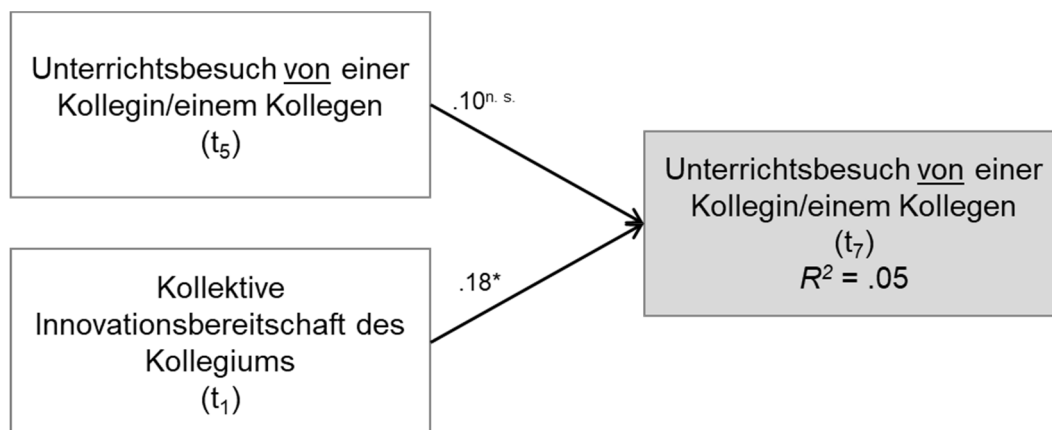 Unterrichtsbesuch von einer
Kollegin/einem Kollegen
(t₅)
.10ⁿ· ˢ·
Kollektive
Innovationsbereitschaft des
Kollegiums
(t₁)
.18*
Unterrichtsbesuch von einer
Kollegin/einem Kollegen
(t₇)
R² = .05